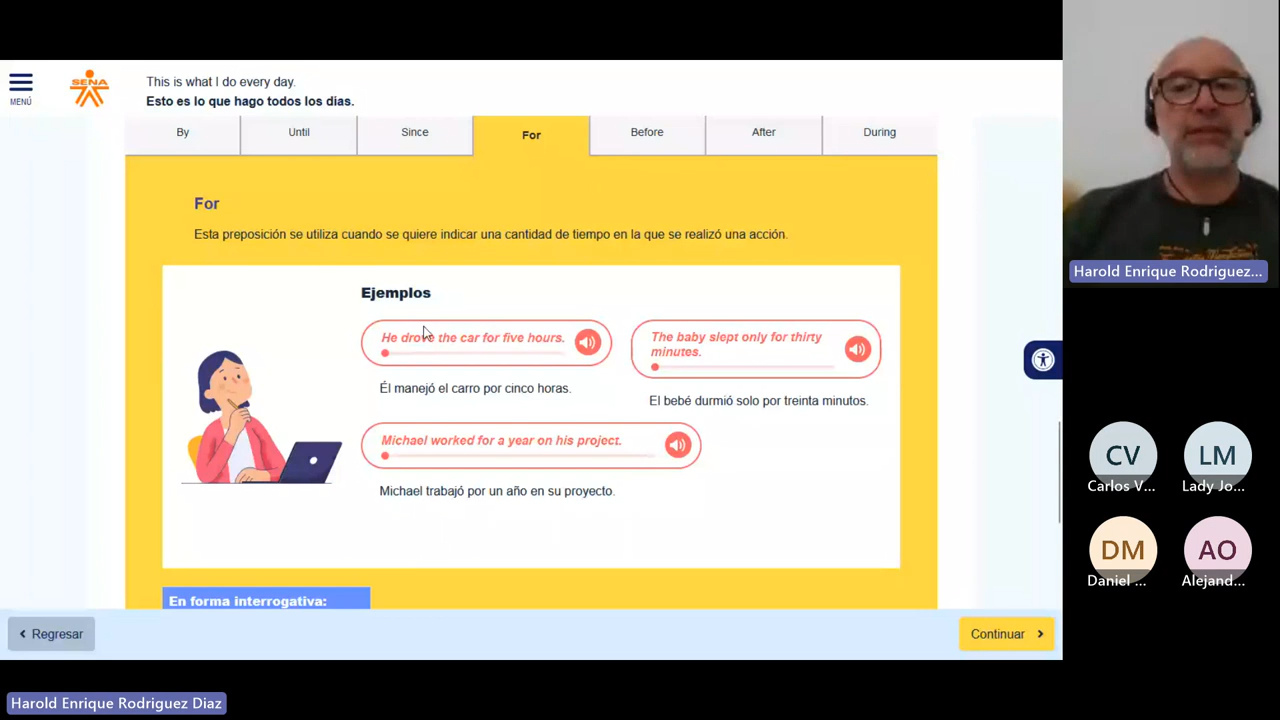 MENÚ
SENA
This is what I do every day.
Esto es lo que hago todos los dias.
By
Until
Since
For
Before
After
During
For
Esta preposición se utiliza cuando se quiere indicar una cantidad de tiempo en la que se realizó una acción.
Ejemplos
He drove the car for five hours.
Él manejó el carro por cinco horas.
The baby slept only for thirty
minutes.
El bebé durmió solo por treinta minutos.
Michael worked for a year on his project.
Michael trabajó por un año en su proyecto.
En forma interrogativa:
Regresar
Continuar
Harold Enrique Rodriguez...
CV
Carlos V...
LM
Lady Jo...
DM
Daniel ...
AO
Alejand...
Harold Enrique Rodriguez Diaz